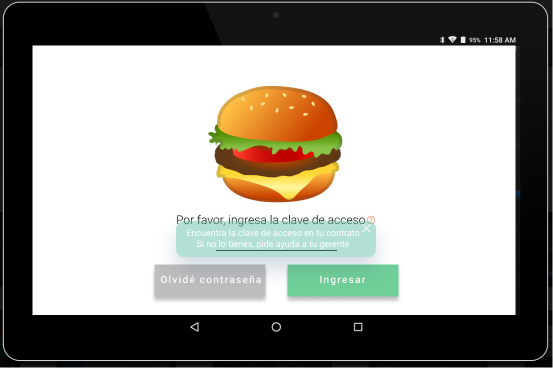 95% 11:58 AM
Por favor, ingresa la clave de acceso
Encuentra la clave de acceso en tu contrato
Si no lo tienes, pide ayuda a tu gerente
Olvidé contraseña
Ingresar